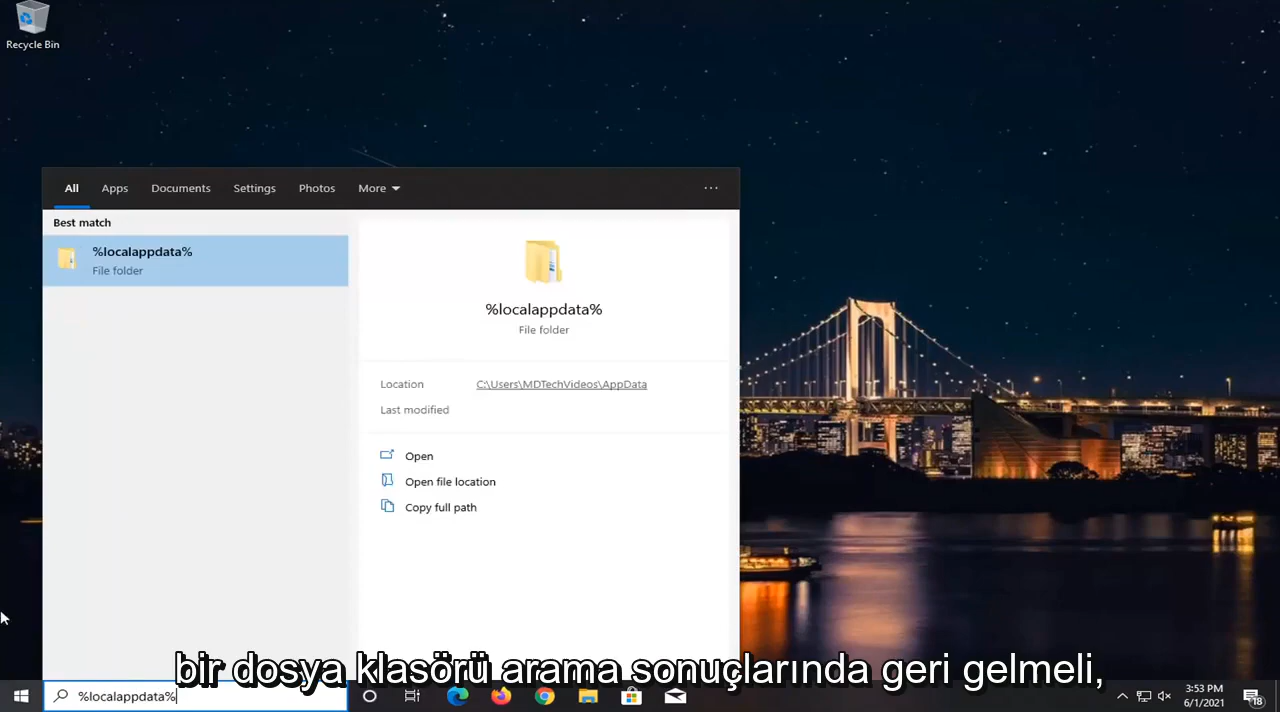 Recycle Bin
All Apps Documents Settings Photos More ...
Best match
%localappdata%
File folder
%localappdata%
File folder
Location C:\Users\MDTechVideos\AppData
Last modified
Open
Open file location
Copy full path
bir dosya klasörü arama sonuçlarında geri gelmeli,
%localappdata%
3:53 PM
6/1/2021
18